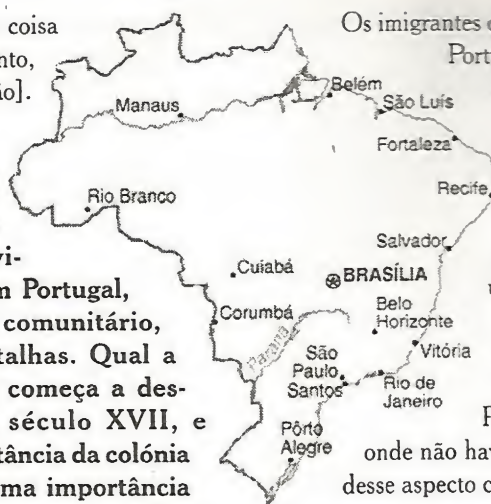 coisa
nto,
ío].
vi-
m Portugal,
comunitário,
talhas. Qual a
começa a des-
século XVII, e
tância da colónia
ma importância
Manaus
Belém
São Luís
Fortaleza
Recife
Rio Branco
Salvador
Cuiabá
BRASÍLIA
Corumbá
Belo
Horizonte
Paraná
São
Paulo
Vitória
Santos
Rio de
Janeiro
Pôrto
Alegre
Os imigrantes
Port
onde não hav
desse aspecto c